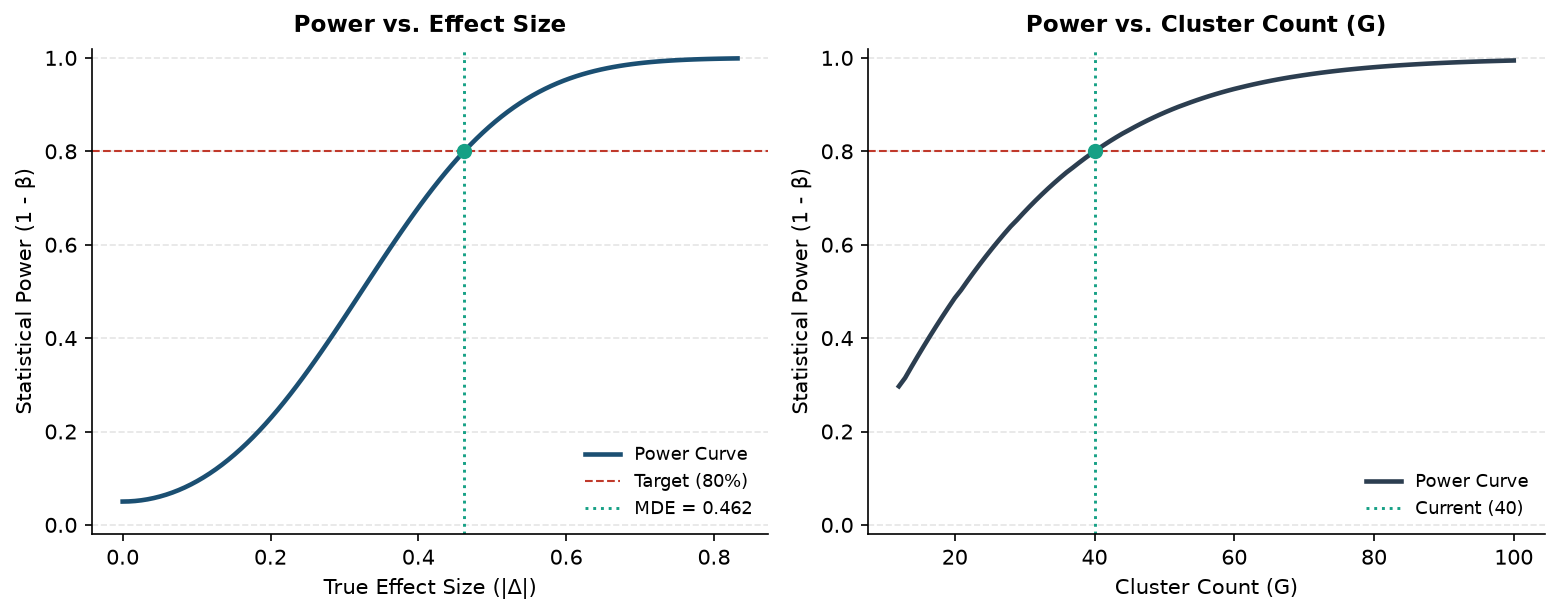 Power vs. Effect Size
Statistical Power (1 - β)
1.0
0.8
0.6
0.4
0.2
0.0
Power Curve
Target (80%)
MDE = 0.462
0.0 0.2 0.4 0.6 0.8
True Effect Size (|Δ|)
Power vs. Cluster Count (G)
Statistical Power (1 - β)
1.0
0.8
0.6
0.4
0.2
0.0
Power Curve
Current (40)
20 40 60 80 100
Cluster Count (G)